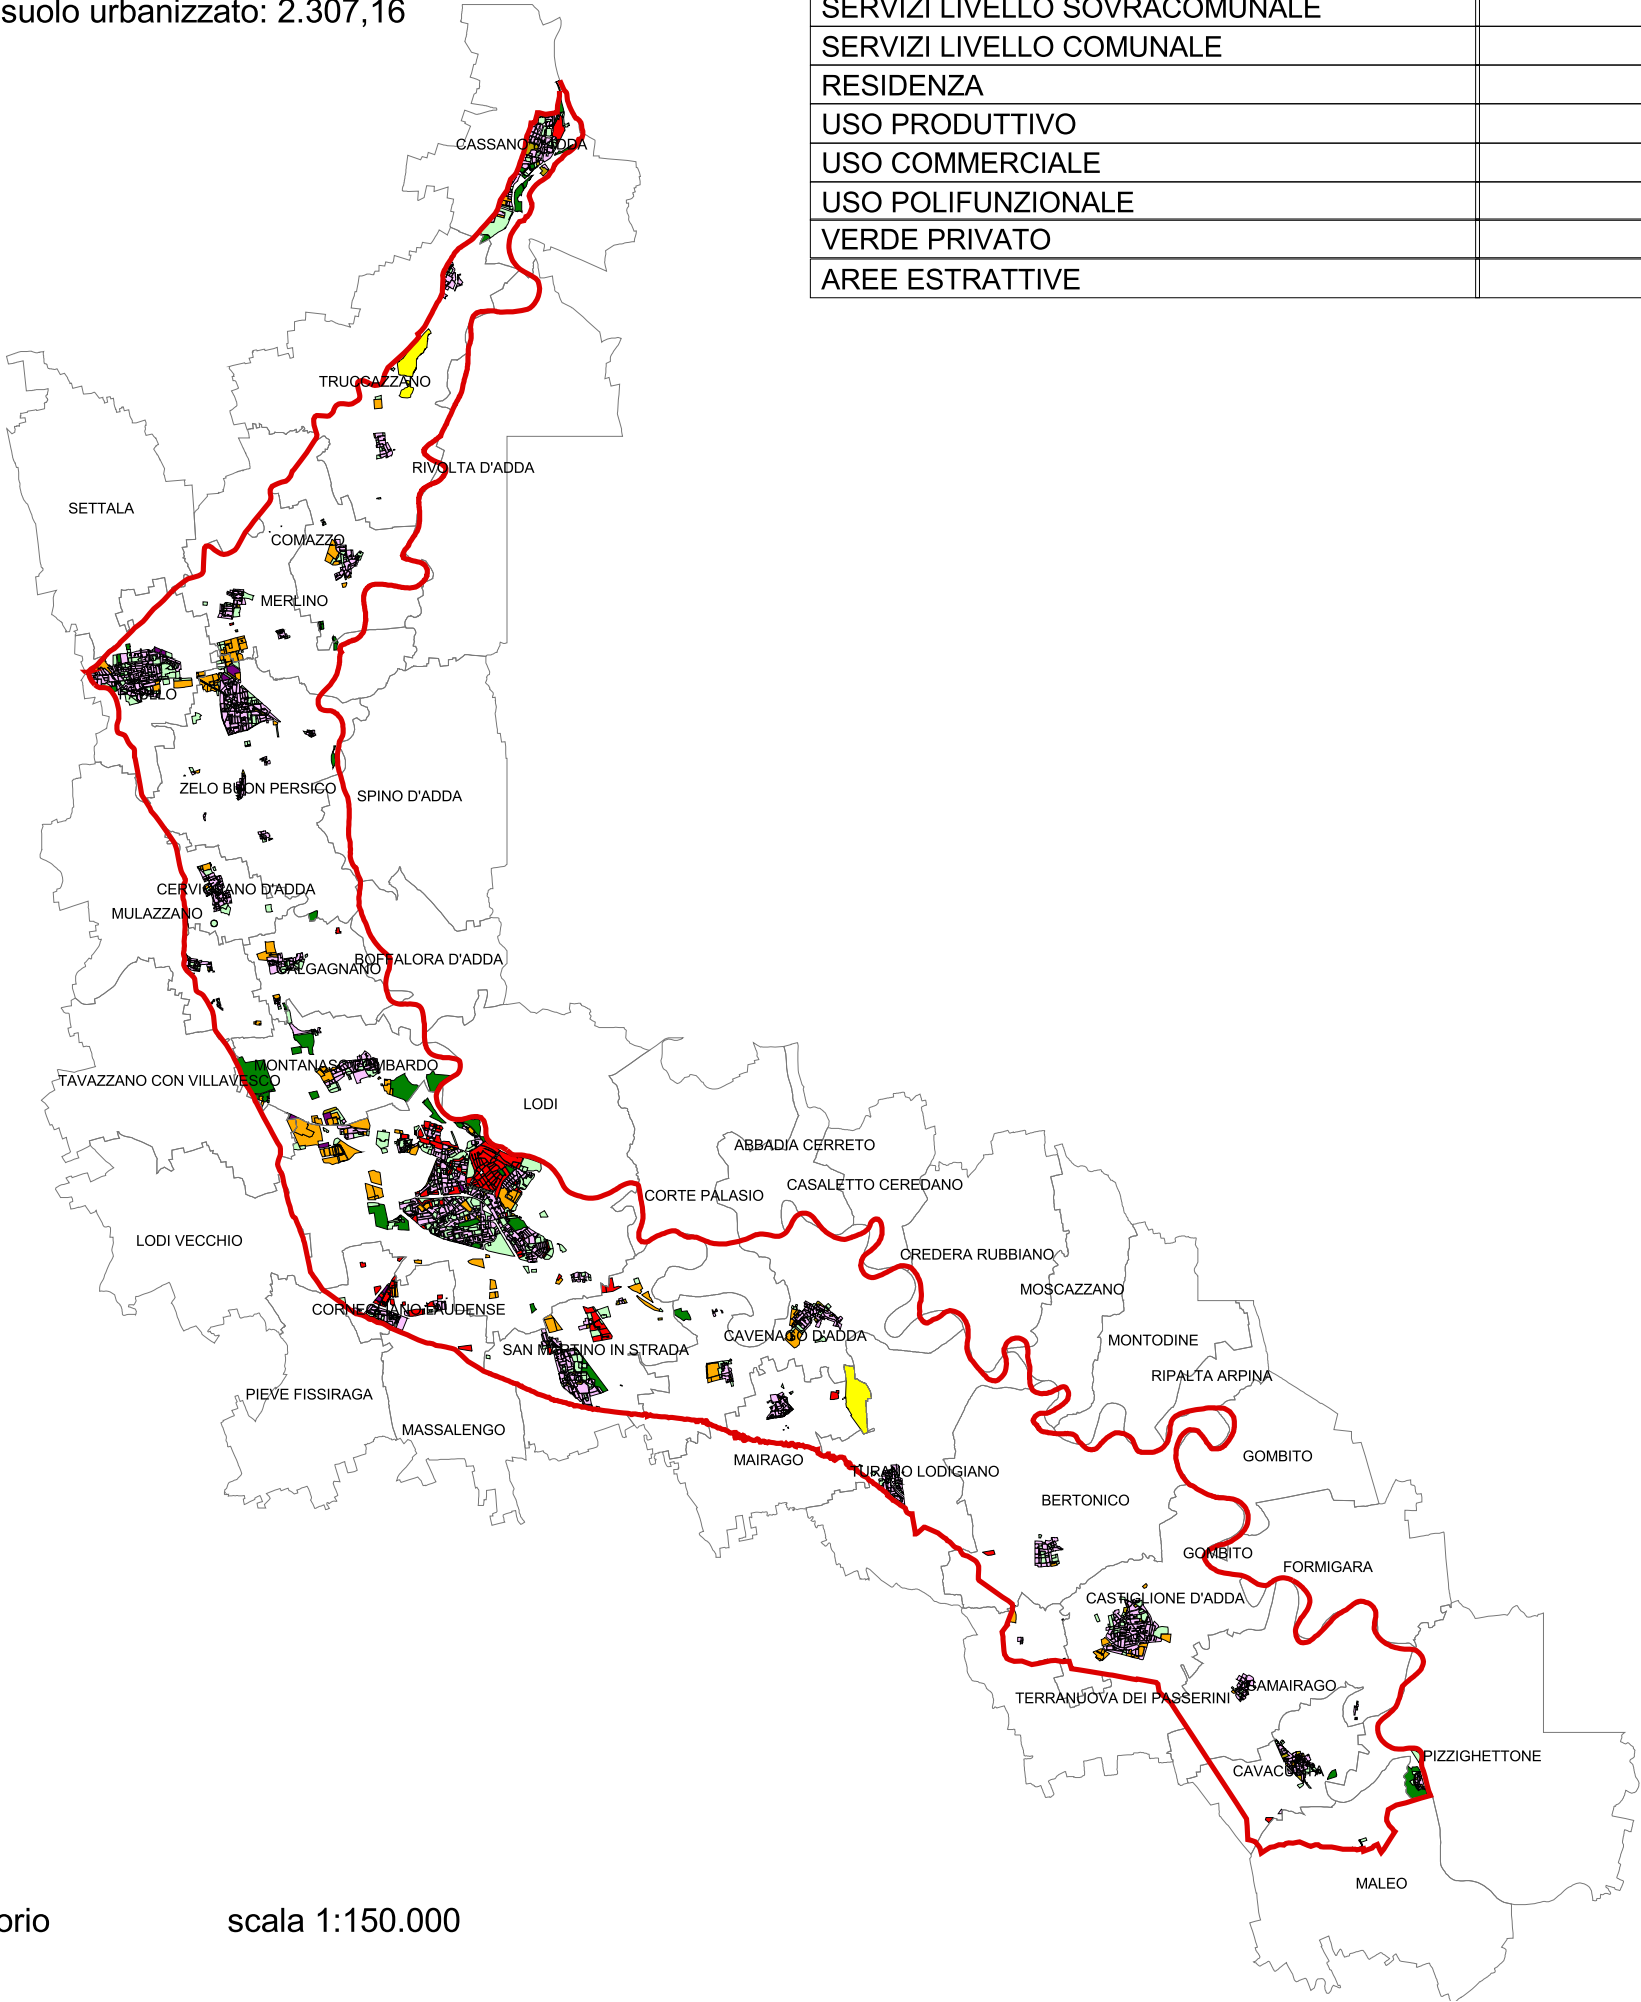 suolo urbanizzato: 2.307,16
SERVIZI LIVELLO SOVRACOMUNALE
SERVIZI LIVELLO COMUNALE
RESIDENZA
USO PRODUTTIVO
USO COMMERCIALE
USO POLIFUNZIONALE
VERDE PRIVATO
AREE ESTRATTIVE
CASSANO D'ADDA
TRUCCAZZANO
RIVOLTA D'ADDA
SETTALA
COMAZZO
MERLINO
ZELO BUON PERSICO
SPINO D'ADDA
CERVIGNANO D'ADDA
MULAZZANO
BOFFALORA D'ADDA
GALGAGNANO
MONTANASO LOMBARDO
TAVAZZANO CON VILLAVESCO
LODI
ABBADIA CERRETO
CASALETTO CEREDANO
CORTE PALASIO
LODI VECCHIO
CREDERA RUBBIANO
MOSCAZZANO
CORNEGLIANO LAUDENSE
CAVENAGO D'ADDA
MONTODINE
SAN MARTINO IN STRADA
RIPALTA ARPINA
PIEVE FISSIRAGA
MASSALENGO
GOMBITO
MAIRAGO
TURANO LODIGIANO
BERTONICO
GOMBITO
FORMIGARA
CASTIGLIONE D'ADDA
CAMAIRAGO
TERRANUOVA DEI PASSERINI
PIZZIGHETTONE
CAVACURTA
MALEO
orio
scala 1:150.000